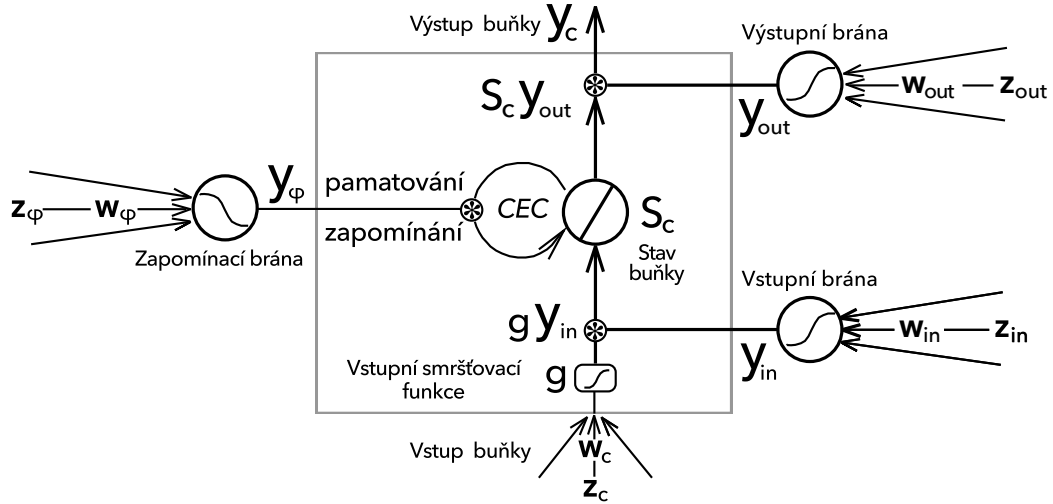 Výstup buňky y_c
Výstupní brána
S_c y_out
y_out
w_out z_out
y_φ
pamatování
z_φ w_φ
CEC
S_c
zapomínání
Zapomínací brána
Stav
buňky
Vstupní brána
g y_in
w_in z_in
y_in
Vstupní smršťovací
funkce
g
Vstup buňky
w_c
z_c